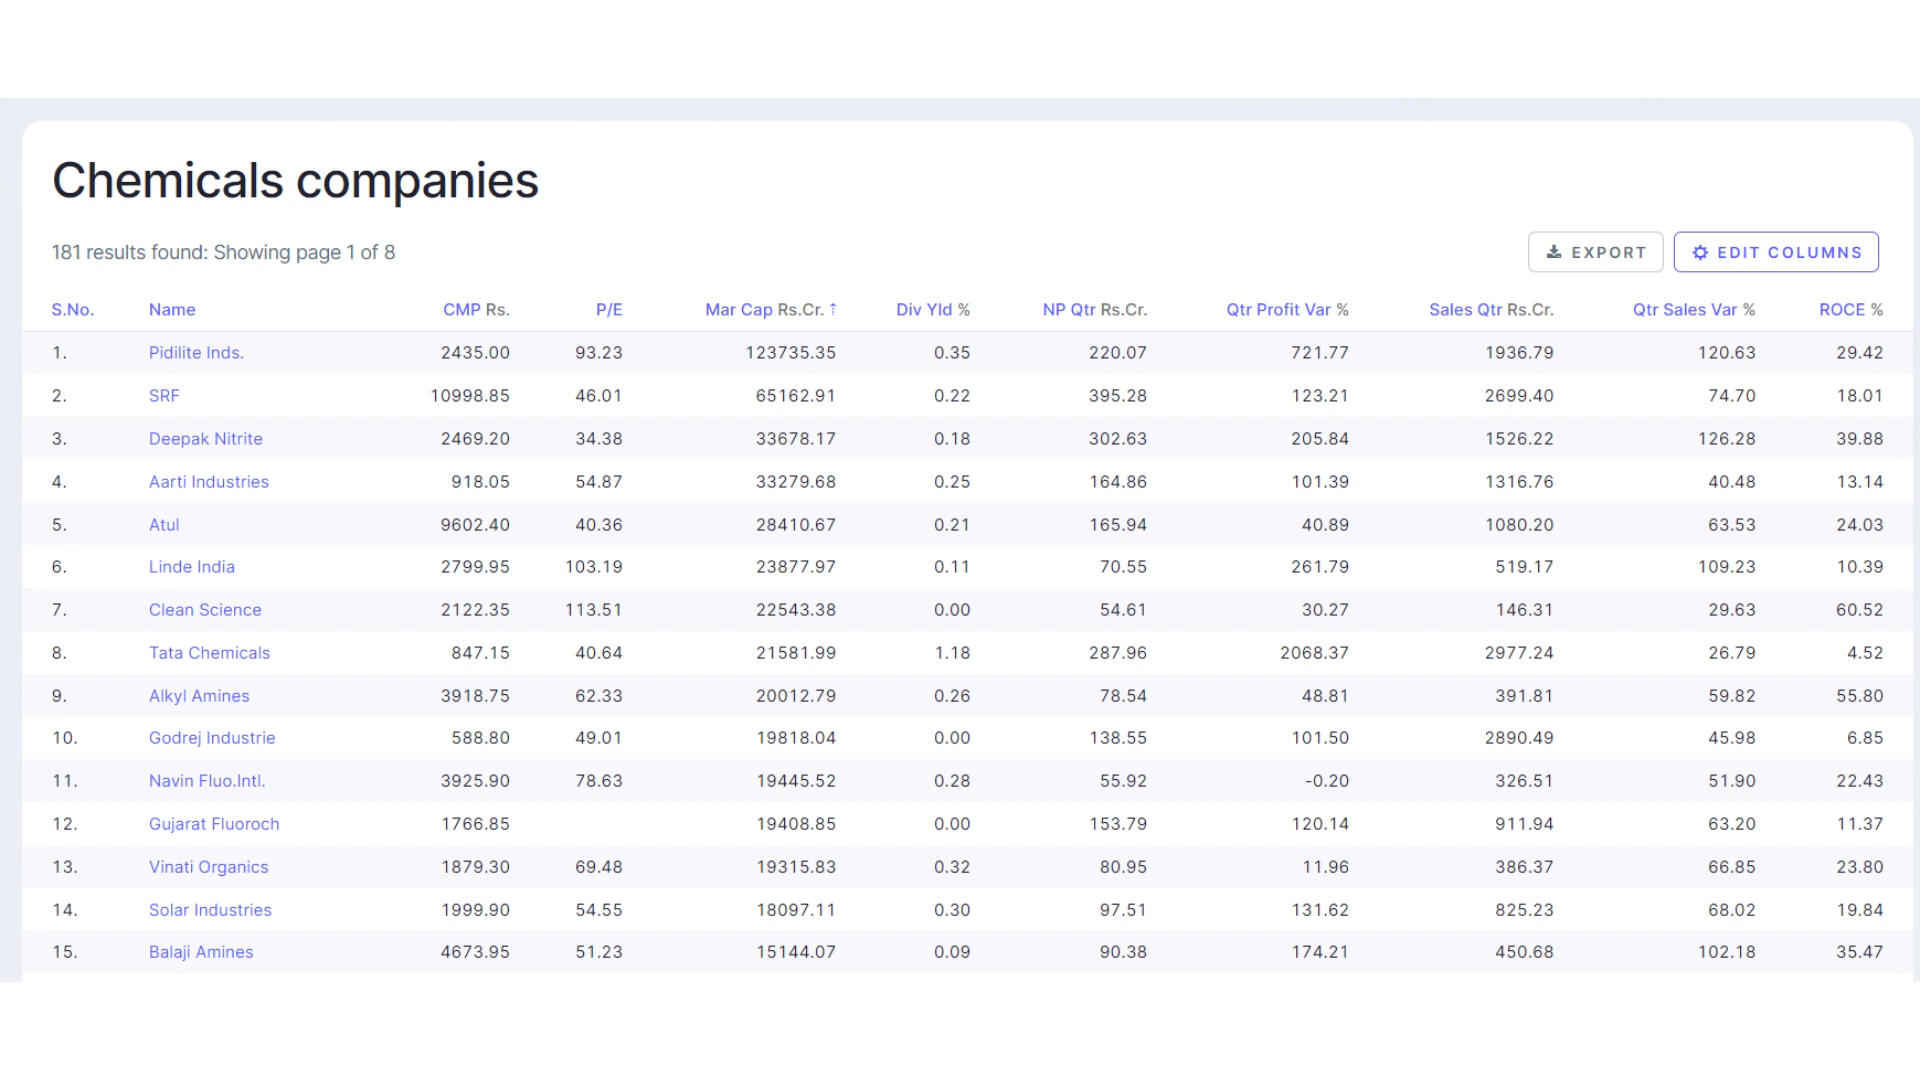 Chemicals companies
181 results found: Showing page 1 of 8
EXPORT
EDIT COLUMNS
S.No. Name CMP Rs. P/E Mar Cap Rs.Cr. ↑ Div Yld % NP Qtr Rs.Cr. Qtr Profit Var % Sales Qtr Rs.Cr. Qtr Sales Var % ROCE %
1. Pidilite Inds. 2435.00 93.23 123735.35 0.35 220.07 721.77 1936.79 120.63 29.42
2. SRF 10998.85 46.01 65162.91 0.22 395.28 123.21 2699.40 74.70 18.01
3. Deepak Nitrite 2469.20 34.38 33678.17 0.18 302.63 205.84 1526.22 126.28 39.88
4. Aarti Industries 918.05 54.87 33279.68 0.25 164.86 101.39 1316.76 40.48 13.14
5. Atul 9602.40 40.36 28410.67 0.21 165.94 40.89 1080.20 63.53 24.03
6. Linde India 2799.95 103.19 23877.97 0.11 70.55 261.79 519.17 109.23 10.39
7. Clean Science 2122.35 113.51 22543.38 0.00 54.61 30.27 146.31 29.63 60.52
8. Tata Chemicals 847.15 40.64 21581.99 1.18 287.96 2068.37 2977.24 26.79 4.52
9. Alkyl Amines 3918.75 62.33 20012.79 0.26 78.54 48.81 391.81 59.82 55.80
10. Godrej Industrie 588.80 49.01 19818.04 0.00 138.55 101.50 2890.49 45.98 6.85
11. Navin Fluo.Intl. 3925.90 78.63 19445.52 0.28 55.92 -0.20 326.51 51.90 22.43
12. Gujarat Fluoroch 1766.85 19408.85 0.00 153.79 120.14 911.94 63.20 11.37
13. Vinati Organics 1879.30 69.48 19315.83 0.32 80.95 11.96 386.37 66.85 23.80
14. Solar Industries 1999.90 54.55 18097.11 0.30 97.51 131.62 825.23 68.02 19.84
15. Balaji Amines 4673.95 51.23 15144.07 0.09 90.38 174.21 450.68 102.18 35.47